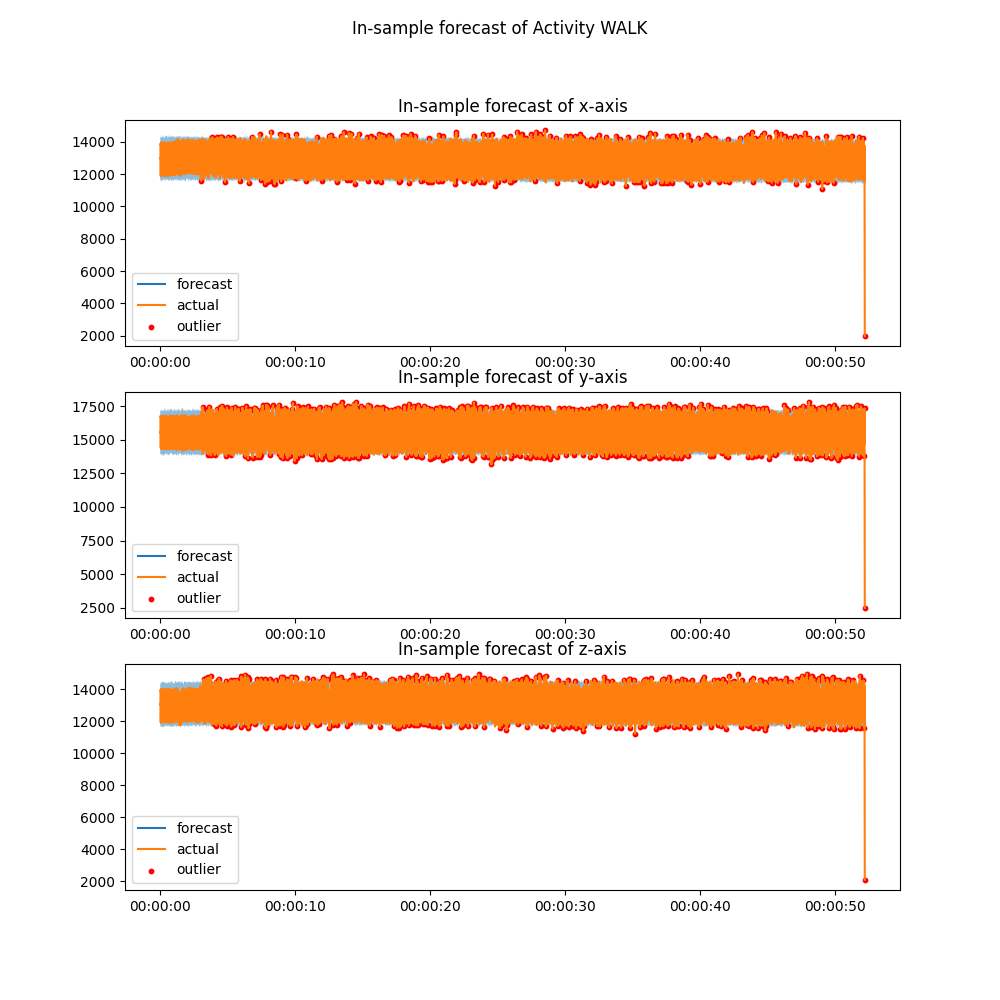 In-sample forecast of Activity WALK
In-sample forecast of x-axis
14000
12000
10000
8000
6000
4000
2000
forecast
actual
outlier
00:00:00 00:00:10 00:00:20 00:00:30 00:00:40 00:00:50
In-sample forecast of y-axis
17500
15000
12500
10000
7500
5000
2500
forecast
actual
outlier
00:00:00 00:00:10 00:00:20 00:00:30 00:00:40 00:00:50
In-sample forecast of z-axis
14000
12000
10000
8000
6000
4000
2000
forecast
actual
outlier
00:00:00 00:00:10 00:00:20 00:00:30 00:00:40 00:00:50